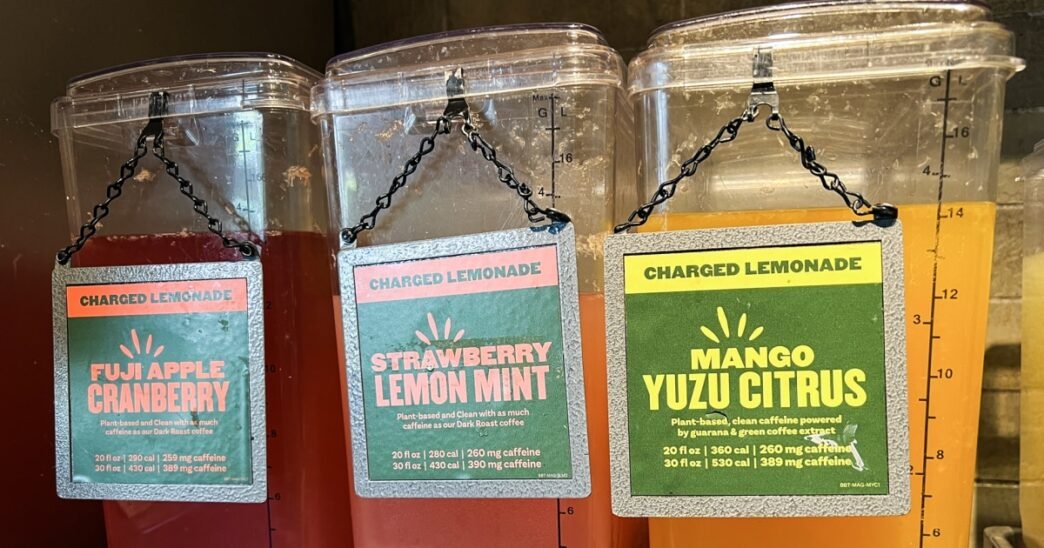 CHARGED LEMONADE
FUJI APPLE
CRANBERRY
Plant-based and Clean with as much
caffeine as our Dark Roast coffee
20 fl oz | 290 cal | 259 mg caffeine
30 fl oz | 430 cal | 389 mg caffeine
Max
G L
16
4
CHARGED LEMONADE
STRAWBERRY
LEMON MINT
Plant-based and Clean with as much
caffeine as our Dark Roast coffee
20 fl oz | 280 cal | 260 mg caffeine
30 fl oz | 430 cal | 390 mg caffeine
6
L
16
4
14
12
3
10
8
2
6
CHARGED LEMONADE
MANGO
YUZU CITRUS
Plant-based, clean caffeine powered
by guarana & green coffee extract
20 fl oz | 360 cal | 260 mg caffeine
30 fl oz | 530 cal | 389 mg caffeine
BBT-MAG-MYC1